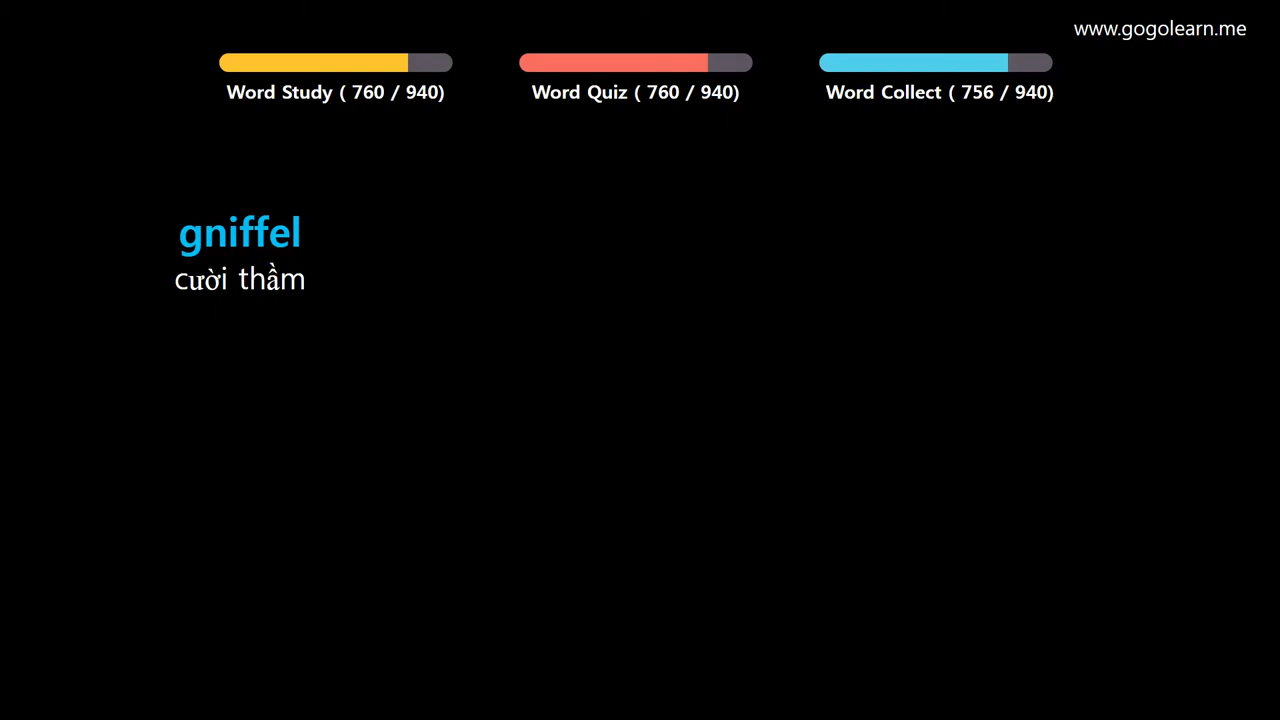 www.gogolearn.me
Word Study ( 760 / 940)
Word Quiz ( 760 / 940)
Word Collect ( 756 / 940)
gniffel
cười thầm